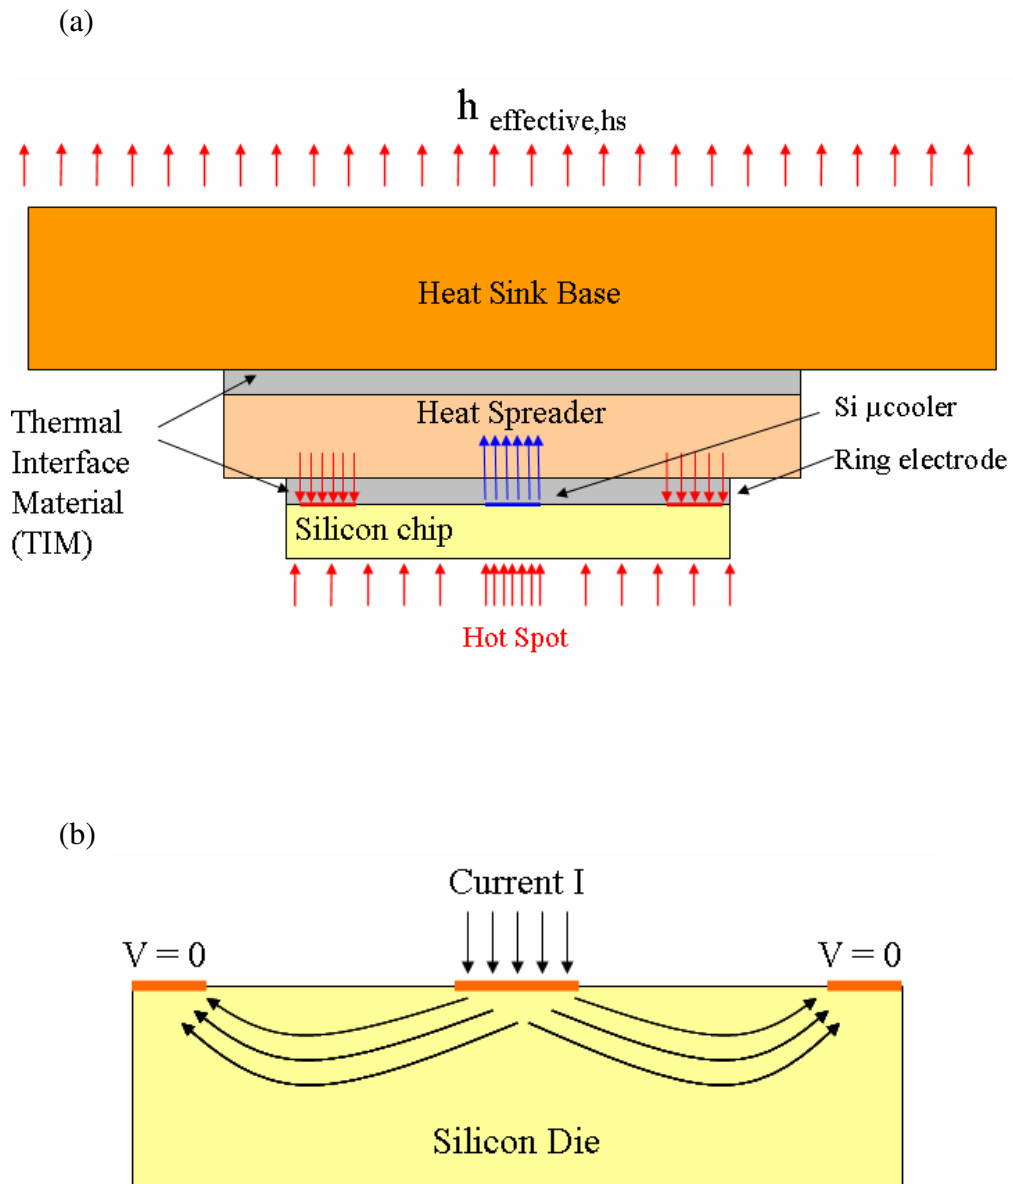 (a)
h effective,hs
Heat Sink Base
Heat Spreader
Si μcooler
Thermal
Interface
Material
(TIM)
Ring electrode
Silicon chip
Hot Spot
(b)
Current I
V = 0
V = 0
Silicon Die